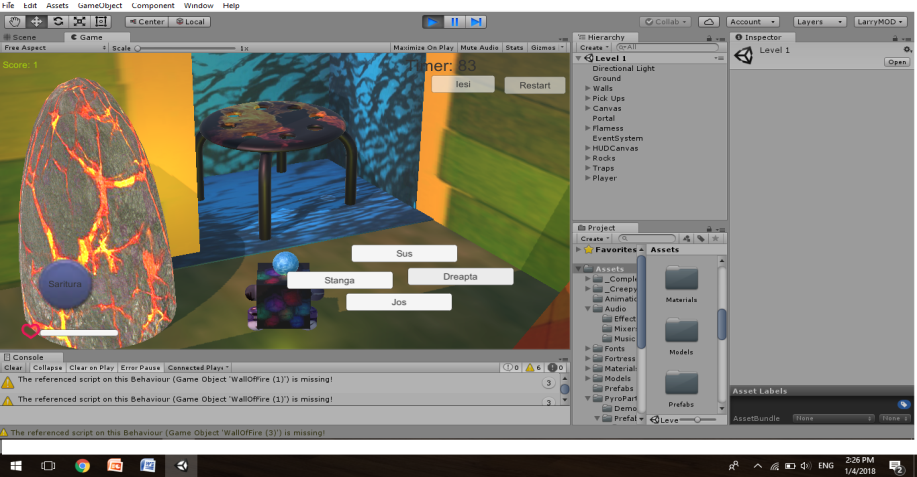 File Edit Assets GameObject Component Window Help
Center Local Collab Account Layers LarryMOD
Scene Game
Free Aspect Scale 1x Maximize On Play Mute Audio Stats Gizmos
Score: 1
Timer: 83
Iesi Restart
Sus
Stanga Dreapta
Jos
Saritura
Hierarchy
Create All
Level 1
Directional Light
Ground
Walls
Pick Ups
Canvas
Portal
Flamess
EventSystem
HUDCanvas
Rocks
Traps
Player
Inspector
Level 1
Open
Project
Create
Favorites Assets
Assets
_Comple
_Creepy
Animatic
Audio
Effect
Mixer
Music
Fonts
Fortress
Material
Models
Prefabs
PyroPart
Demo
Prefal
Materials
Models
Prefabs
Leve
Asset Labels
AssetBundle None None
Console
Clear Collapse Clear on Play Error Pause Connected Playe 0 6 0
The referenced script on this Behaviour (Game Object 'WallOfFire (1)') is missing! 3
The referenced script on this Behaviour (Game Object 'WallOfFire (1)') is missing! 3
The referenced script on this Behaviour (Game Object 'WallOfFire (3)') is missing!
ENG 2:26 PM
1/4/2018